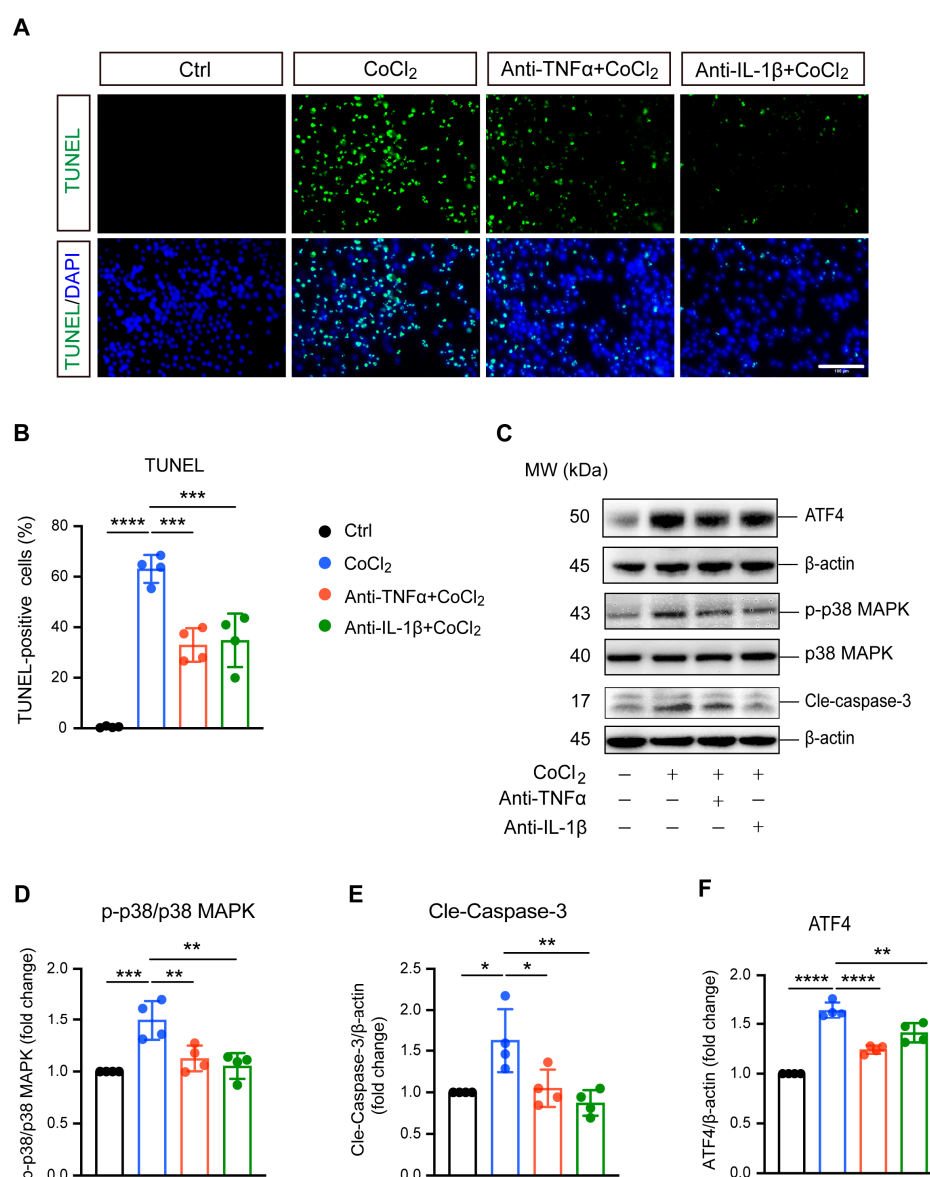 A
Ctrl
CoCl2
Anti-TNFα+CoCl2
Anti-IL-1β+CoCl2
TUNEL
TUNEL/DAPI
100 μm
B
TUNEL
TUNEL-positive cells (%)
80
60
40
20
0
****
***
***
Ctrl
CoCl2
Anti-TNFα+CoCl2
Anti-IL-1β+CoCl2
C
MW (kDa)
50 ATF4
45 β-actin
43 p-p38 MAPK
40 p38 MAPK
17 Cle-caspase-3
45 β-actin
CoCl2 – + + +
Anti-TNFα – – + –
Anti-IL-1β – – – +
D
p-p38/p38 MAPK
p-p38/p38 MAPK (fold change)
2.0
1.5
1.0
0.5
0.0
***
**
**
E
Cle-Caspase-3
Cle-Caspase-3/β-actin
(fold change)
2.5
2.0
1.5
1.0
0.5
0.0
*
*
**
F
ATF4
ATF4/β-actin (fold change)
2.0
1.5
1.0
0.5
0.0
****
****
**